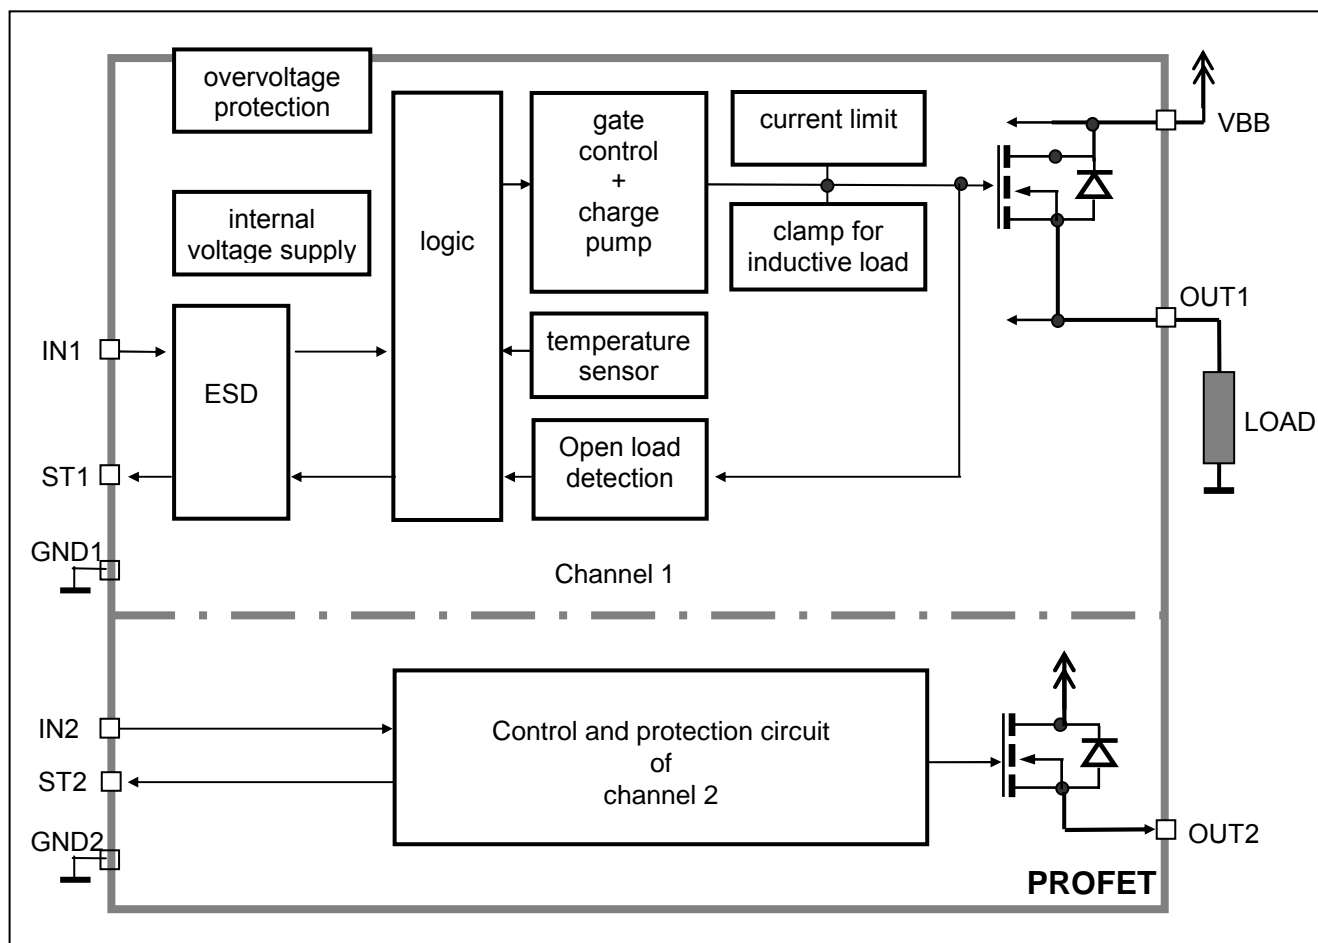 overvoltage
protection
internal
voltage supply
logic
gate
control
+
charge
pump
current limit
clamp for
inductive load
VBB
OUT1
LOAD
IN1
ESD
temperature
sensor
ST1
Open load
detection
GND1
Channel 1
IN2
ST2
GND2
Control and protection circuit
of
channel 2
OUT2
PROFET